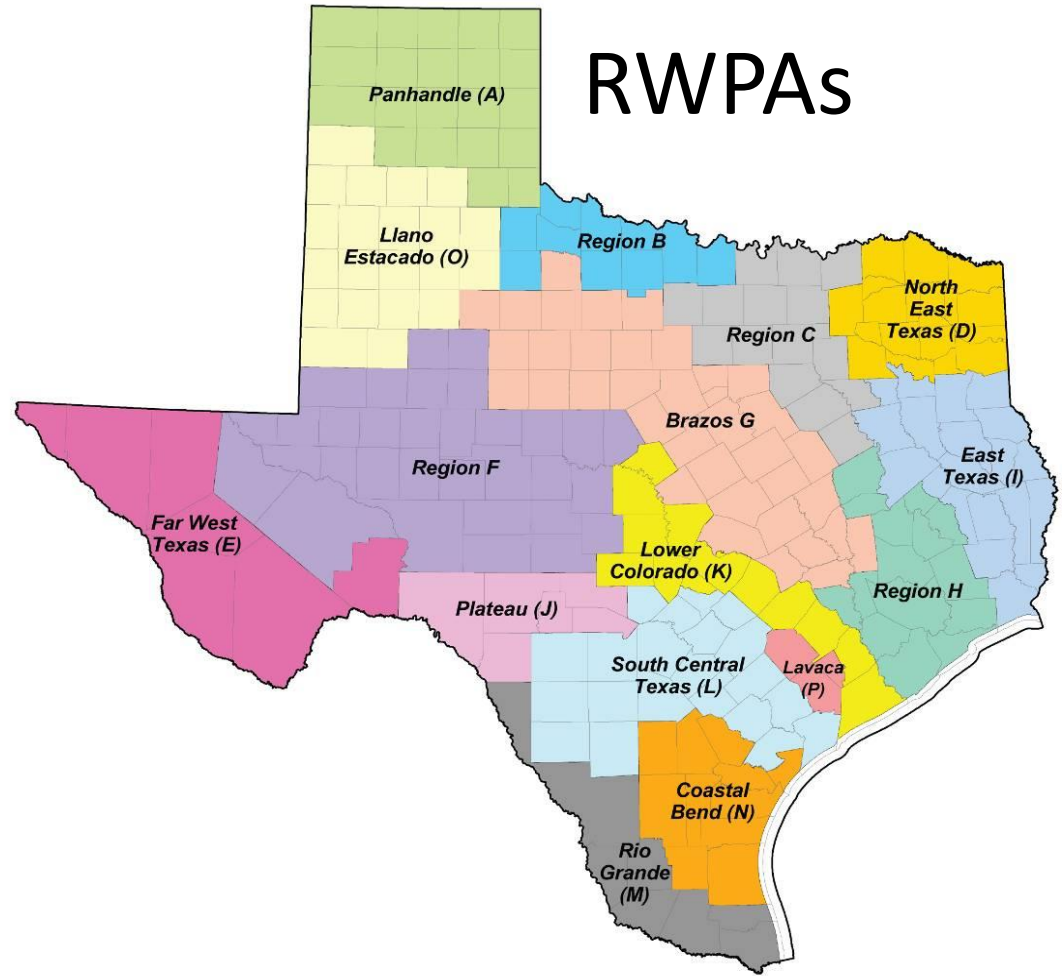 RWPAs
Panhandle (A)
Llano
Estacado (O)
Region B
North
East
Texas (D)
Region C
Brazos G
Region F
East
Texas (I)
Far West
Texas (E)
Lower
Colorado (K)
Region H
Plateau (J)
South Central
Texas (L)
Lavaca
(P)
Coastal
Bend (N)
Rio
Grande
(M)